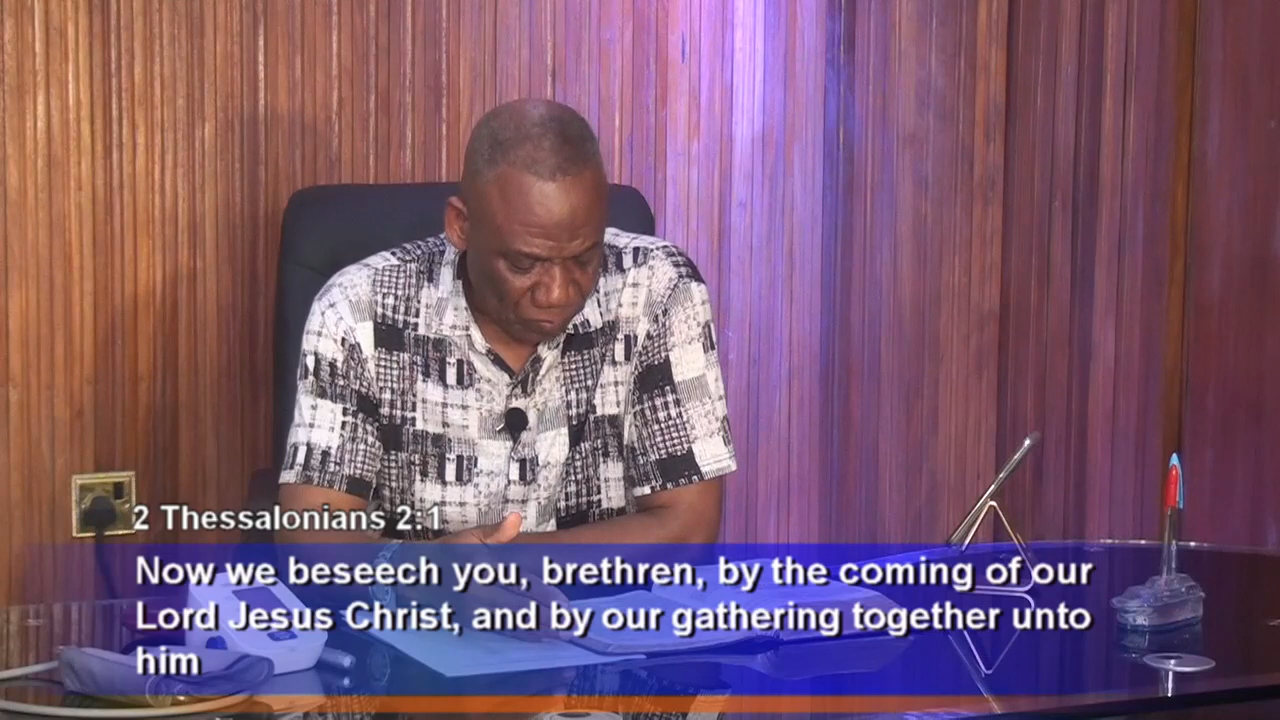 2 Thessalonians 2:1
Now we beseech you, brethren, by the coming of our
Lord Jesus Christ, and by our gathering together unto
him